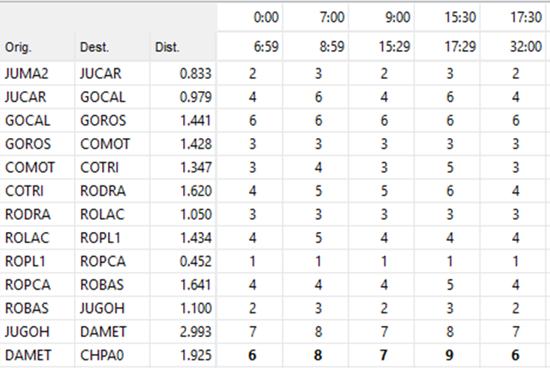 0:00 7:00 9:00 15:30 17:30
Orig. Dest. Dist. 6:59 8:59 15:29 17:29 32:00
JUMA2 JUCAR 0.833 2 3 2 3 2
JUCAR GOCAL 0.979 4 6 4 6 4
GOCAL GOROS 1.441 6 6 6 6 6
GOROS COMOT 1.428 3 3 3 3 3
COMOT COTRI 1.347 3 4 3 5 3
COTRI RODRA 1.620 4 5 5 6 4
RODRA ROLAC 1.050 3 3 3 3 3
ROLAC ROPL1 1.434 4 5 4 4 4
ROPL1 ROPCA 0.452 1 1 1 1 1
ROPCA ROBAS 1.641 4 4 4 5 4
ROBAS JUGOH 1.100 2 3 2 3 2
JUGOH DAMET 2.993 7 8 7 8 7
DAMET CHPA0 1.925 6 8 7 9 6